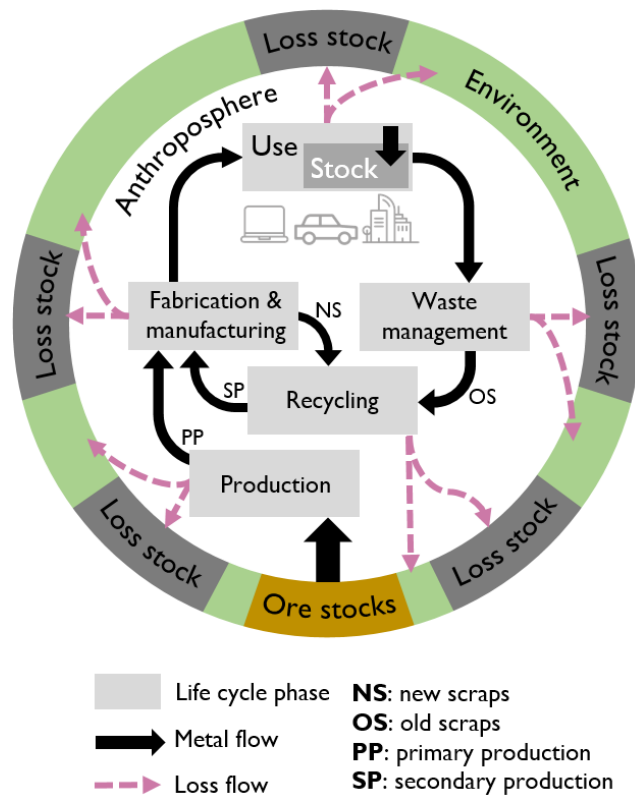 Loss stock
Anthroposphere
Environment
Use
Stock
Loss stock
Fabrication &
manufacturing
NS
Waste
management
Loss stock
SP
Recycling
OS
PP
Production
Loss stock
Loss stock
Ore stocks
Life cycle phase
Metal flow
Loss flow
NS: new scraps
OS: old scraps
PP: primary production
SP: secondary production